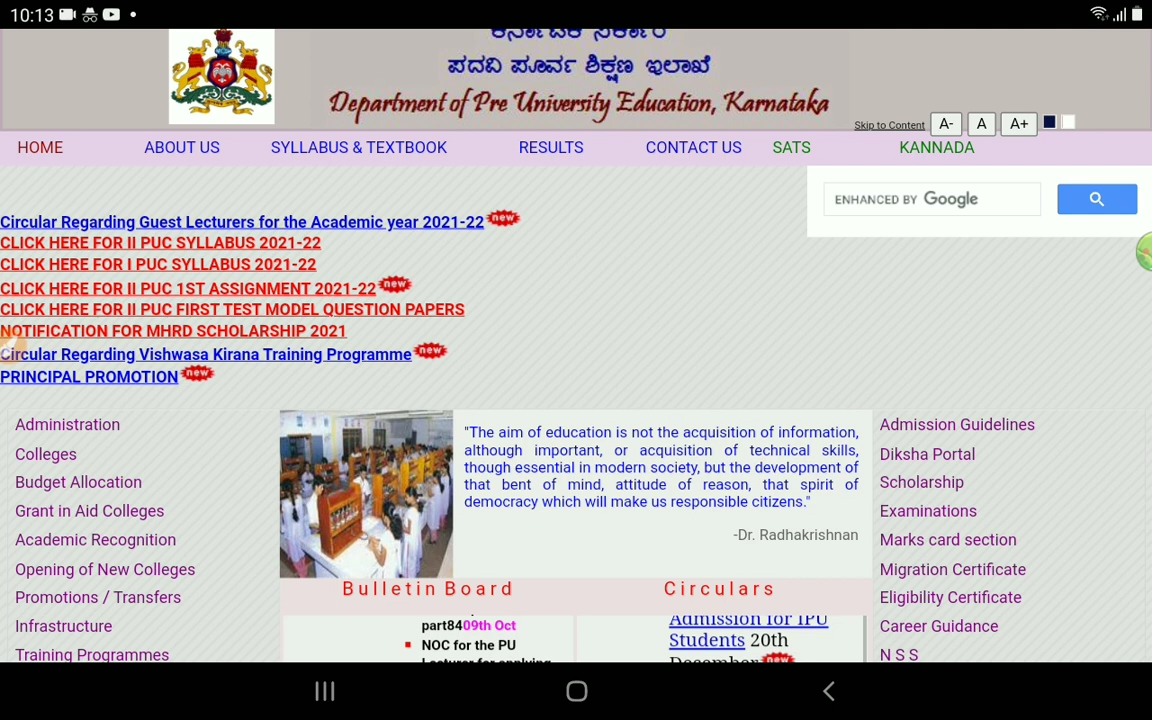 10:13
ಕರ್ನಾಟಕ ಸರ್ಕಾರ
ಪದವಿ ಪೂರ್ವ ಶಿಕ್ಷಣ ಇಲಾಖೆ
Department of Pre University Education, Karnataka
Skip to Content A- A A+
HOME ABOUT US SYLLABUS & TEXTBOOK RESULTS CONTACT US SATS KANNADA
ENHANCED BY Google
Circular Regarding Guest Lecturers for the Academic year 2021-22 new
CLICK HERE FOR II PUC SYLLABUS 2021-22
CLICK HERE FOR I PUC SYLLABUS 2021-22
CLICK HERE FOR II PUC 1ST ASSIGNMENT 2021-22 new
CLICK HERE FOR II PUC FIRST TEST MODEL QUESTION PAPERS
NOTIFICATION FOR MHRD SCHOLARSHIP 2021
Circular Regarding Vishwasa Kirana Training Programme new
PRINCIPAL PROMOTION new
Administration
Colleges
Budget Allocation
Grant in Aid Colleges
Academic Recognition
Opening of New Colleges
Promotions / Transfers
Infrastructure
Training Programmes
"The aim of education is not the acquisition of information,
although important, or acquisition of technical skills,
though essential in modern society, but the development of
that bent of mind, attitude of reason, that spirit of
democracy which will make us responsible citizens."
-Dr. Radhakrishnan
Bulletin Board
part8409th Oct
NOC for the PU
Lecturer for applying
Circulars
Admission for IPU
Students 20th
December new
Admission Guidelines
Diksha Portal
Scholarship
Examinations
Marks card section
Migration Certificate
Eligibility Certificate
Career Guidance
N S S